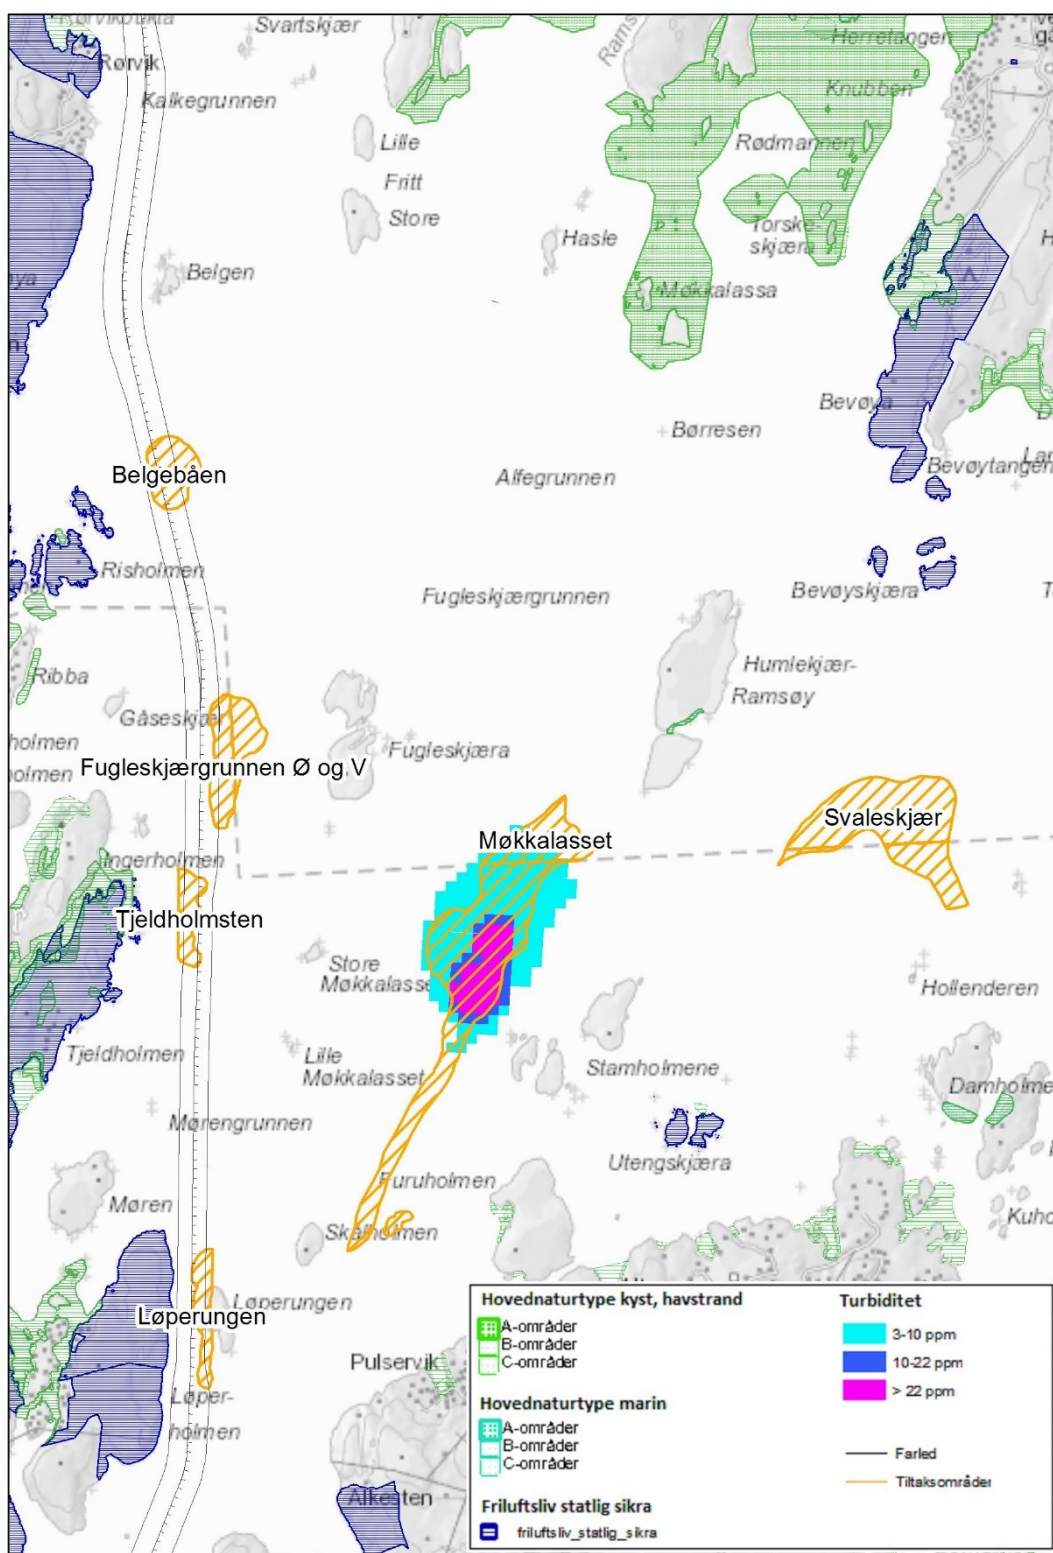 Svartskjær
Rørvik
Kalkegrunnen
Herretangen
Knubben
Lille
Fritt
Store
Rødmannen
Torske-
skjæra
Hasle
Belgen
Møkkalassa
Bevøya
Børresen
Bevøytangen
Belgebåen
Alfegrunnen
Risholmen
Fugleskjærgrunnen
Bevøyskjæra
Ribba
Humlekjær-
Ramsøy
Gåseskjær
Fugleskjæra
Fugleskjærgrunnen Ø og V
Svaleskjær
Møkkalasset
Tjeldholmsten
Store
Møkkalasset
Hollenderen
Tjeldholmen
Lille
Møkkalasset
Stamholmene
Damholme
Mørengrunnen
Utengskjæra
Furuholmen
Møren
Skalholmen
Kuho
Løperungen
Løperungen
Pulservik
Løper-
holmen
Alkesten
Hovednaturtype kyst, havstrand
A-områder
B-områder
C-områder
Hovednaturtype marin
A-områder
B-områder
C-områder
Friluftsliv statlig sikra
friluftsliv_statlig_sikra
Turbiditet
3-10 ppm
10-22 ppm
> 22 ppm
Farled
Tiltaksområder